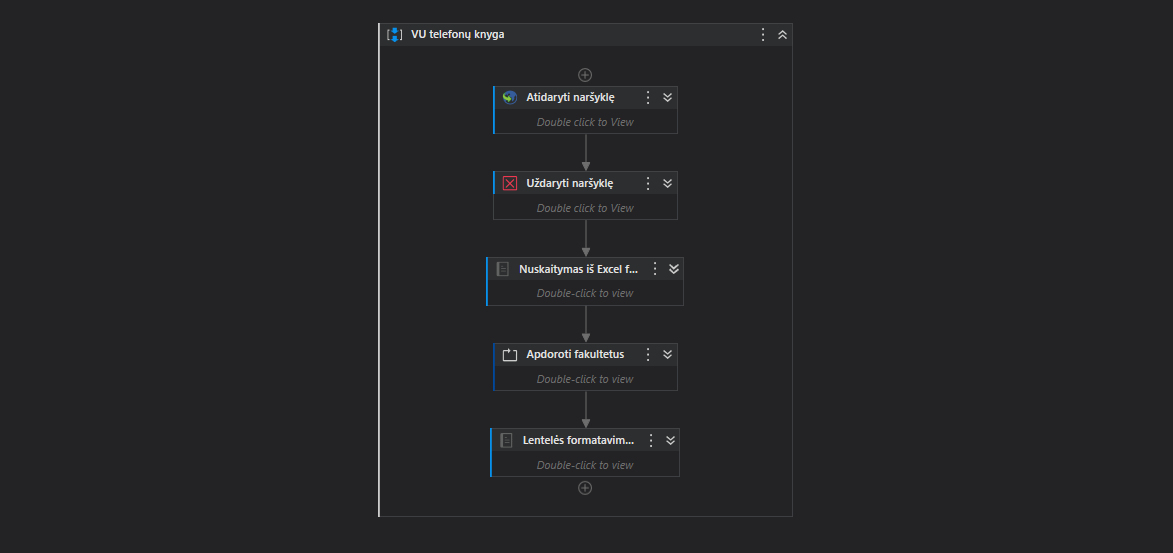 VU telefonų knyga
Atidaryti naršyklę
Double click to View
Uždaryti naršyklę
Double click to View
Nuskaitymas iš Excel f...
Double-click to view
Apdoroti fakultetus
Double-click to view
Lentelės formatavim...
Double-click to view